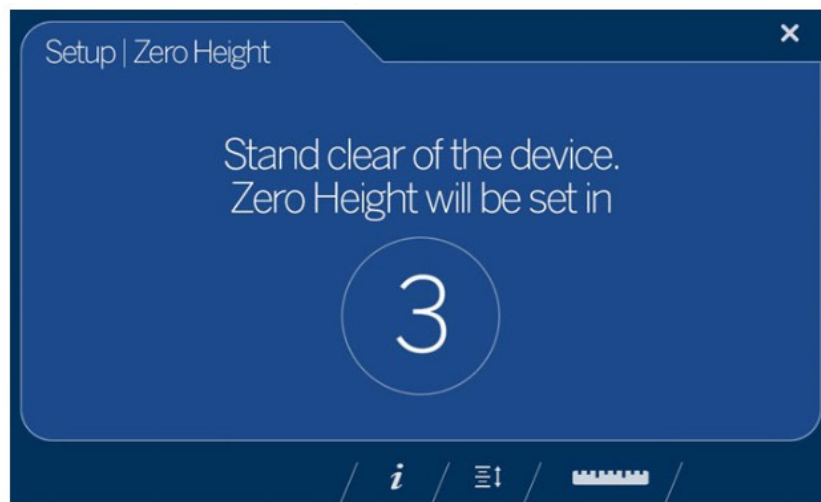 Setup | Zero Height
Stand clear of the device.
Zero Height will be set in
3
i